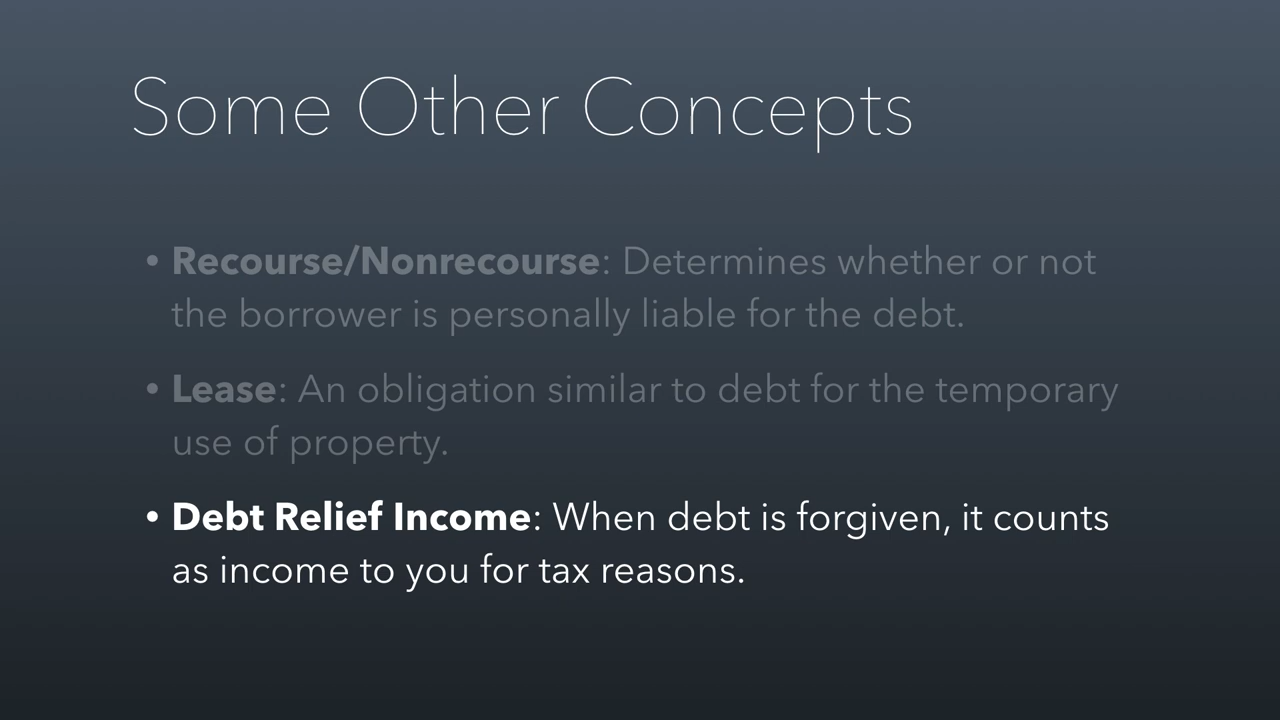 Some Other Concepts
• Recourse/Nonrecourse: Determines whether or not
the borrower is personally liable for the debt.
• Lease: An obligation similar to debt for the temporary
use of property.
• Debt Relief Income: When debt is forgiven, it counts
as income to you for tax reasons.